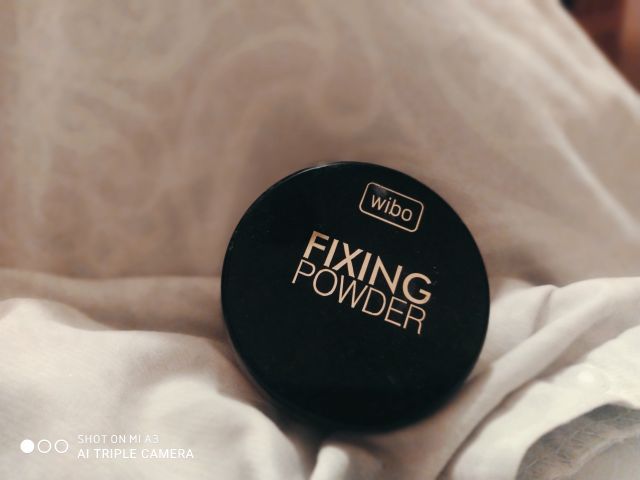 wibo
FIXING
POWDER
SHOT ON MI A3
AI TRIPLE CAMERA